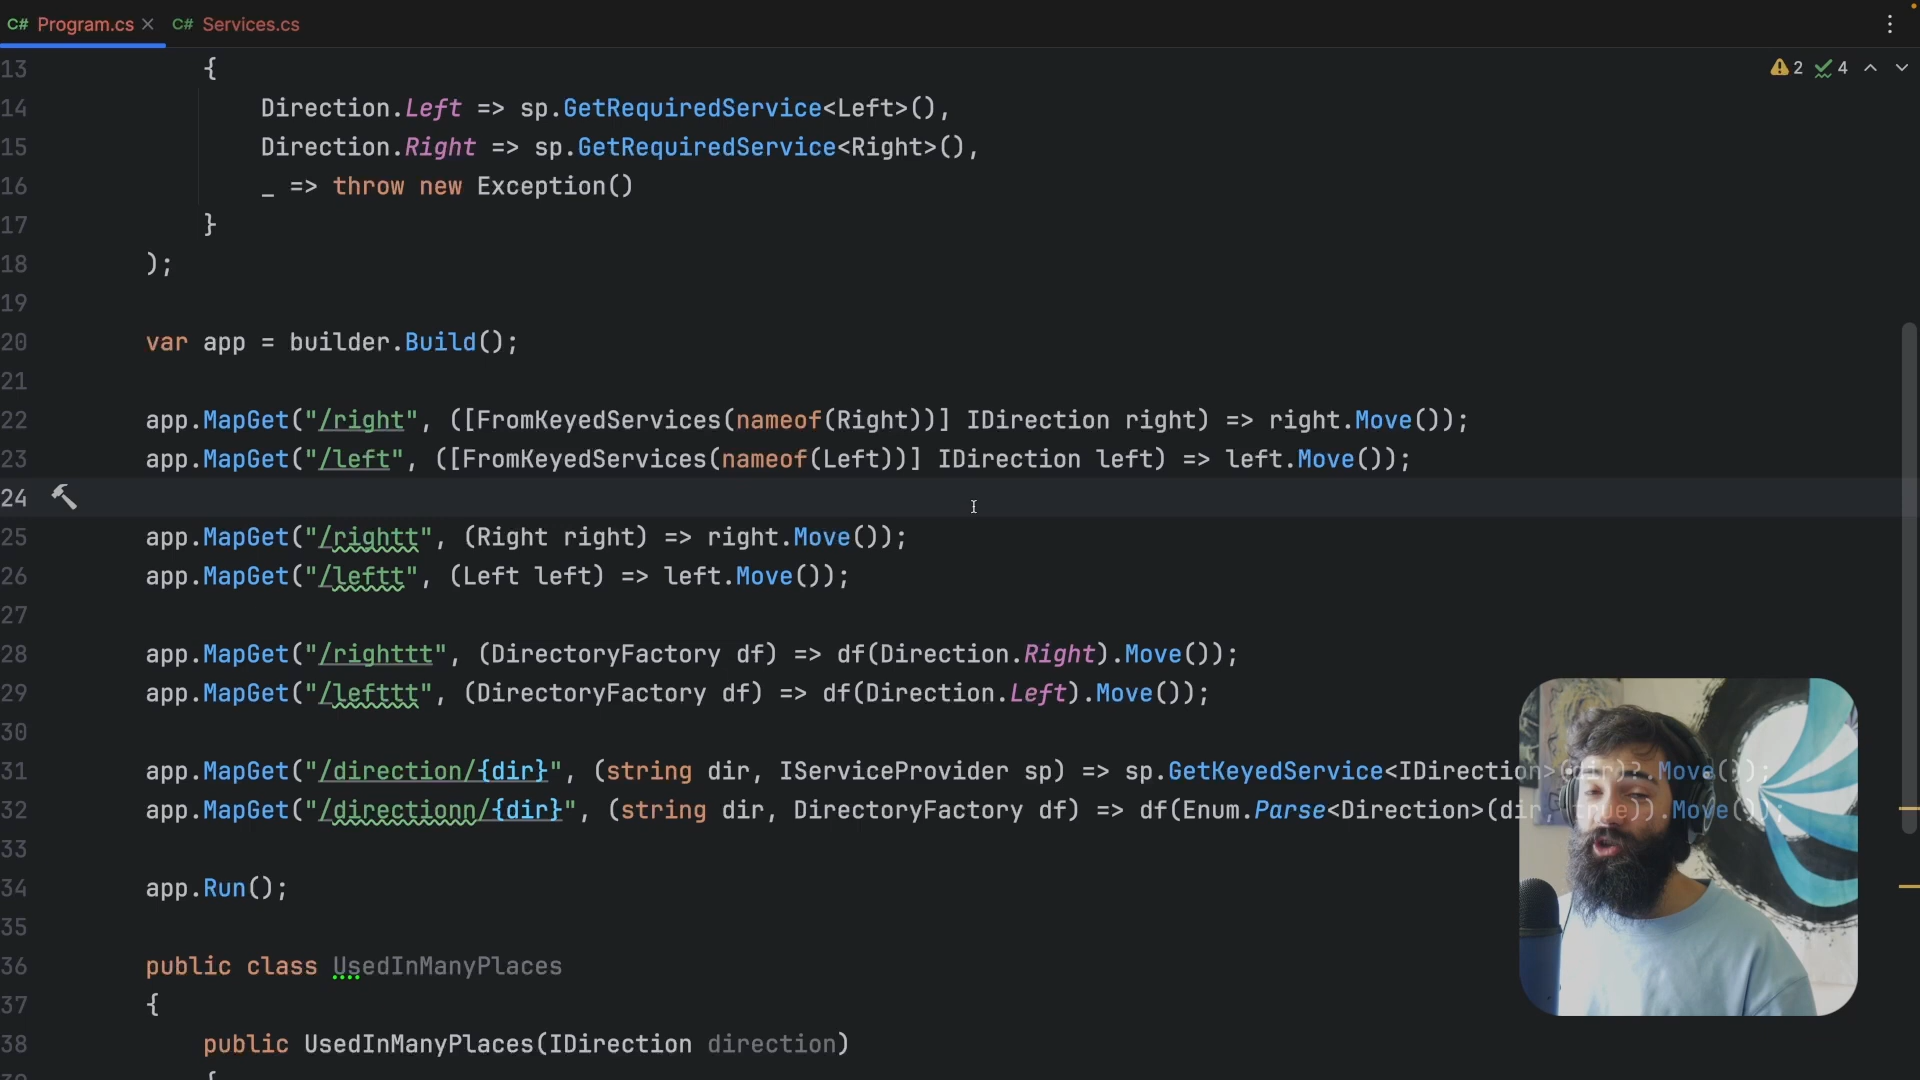 C# Program.cs C# Services.cs
2 4
13 {
14 Direction.Left => sp.GetRequiredService<Left>(),
15 Direction.Right => sp.GetRequiredService<Right>(),
16 _ => throw new Exception()
17 }
18 );
19
20 var app = builder.Build();
21
22 app.MapGet("/right", ([FromKeyedServices(nameof(Right))] IDirection right) => right.Move());
23 app.MapGet("/left", ([FromKeyedServices(nameof(Left))] IDirection left) => left.Move());
24
25 app.MapGet("/rightt", (Right right) => right.Move());
26 app.MapGet("/leftt", (Left left) => left.Move());
27
28 app.MapGet("/righttt", (DirectoryFactory df) => df(Direction.Right).Move());
29 app.MapGet("/lefttt", (DirectoryFactory df) => df(Direction.Left).Move());
30
31 app.MapGet("/direction/{dir}", (string dir, IServiceProvider sp) => sp.GetKeyedService<IDirection>(dir)?.Move());
32 app.MapGet("/directionn/{dir}", (string dir, DirectoryFactory df) => df(Enum.Parse<Direction>(dir, true)).Move());
33
34 app.Run();
35
36 public class UsedInManyPlaces
37 {
38 public UsedInManyPlaces(IDirection direction)
{